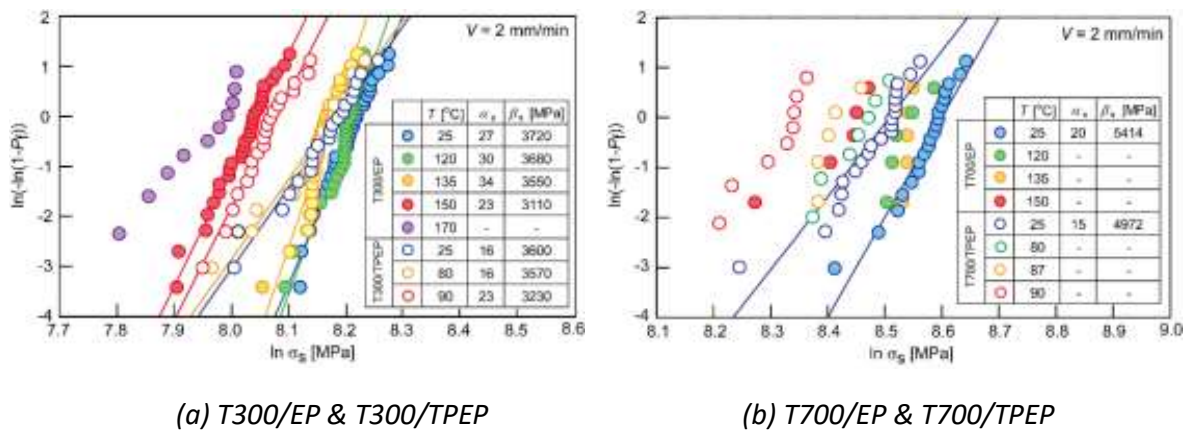 V = 2 mm/min
ln(-ln(1-Pf))
2
1
0
-1
-2
-3
-4
7.7 7.8 7.9 8.0 8.1 8.2 8.3 8.4 8.5 8.6
ln σs [MPa]
T [°C] αs βs [MPa]
T300/EP
25 27 3720
120 30 3680
135 34 3550
150 23 3110
170 - -
T300/TPEP
25 16 3600
80 16 3570
90 23 3230
(a) T300/EP & T300/TPEP
V = 2 mm/min
ln(-ln(1-Pf))
2
1
0
-1
-2
-3
-4
8.1 8.2 8.3 8.4 8.5 8.6 8.7 8.8 8.9 9.0
ln σs [MPa]
T [°C] αs βs [MPa]
T700/EP
25 20 5414
120 - -
135 - -
150 - -
T700/TPEP
25 15 4972
80 - -
87 - -
90 - -
(b) T700/EP & T700/TPEP